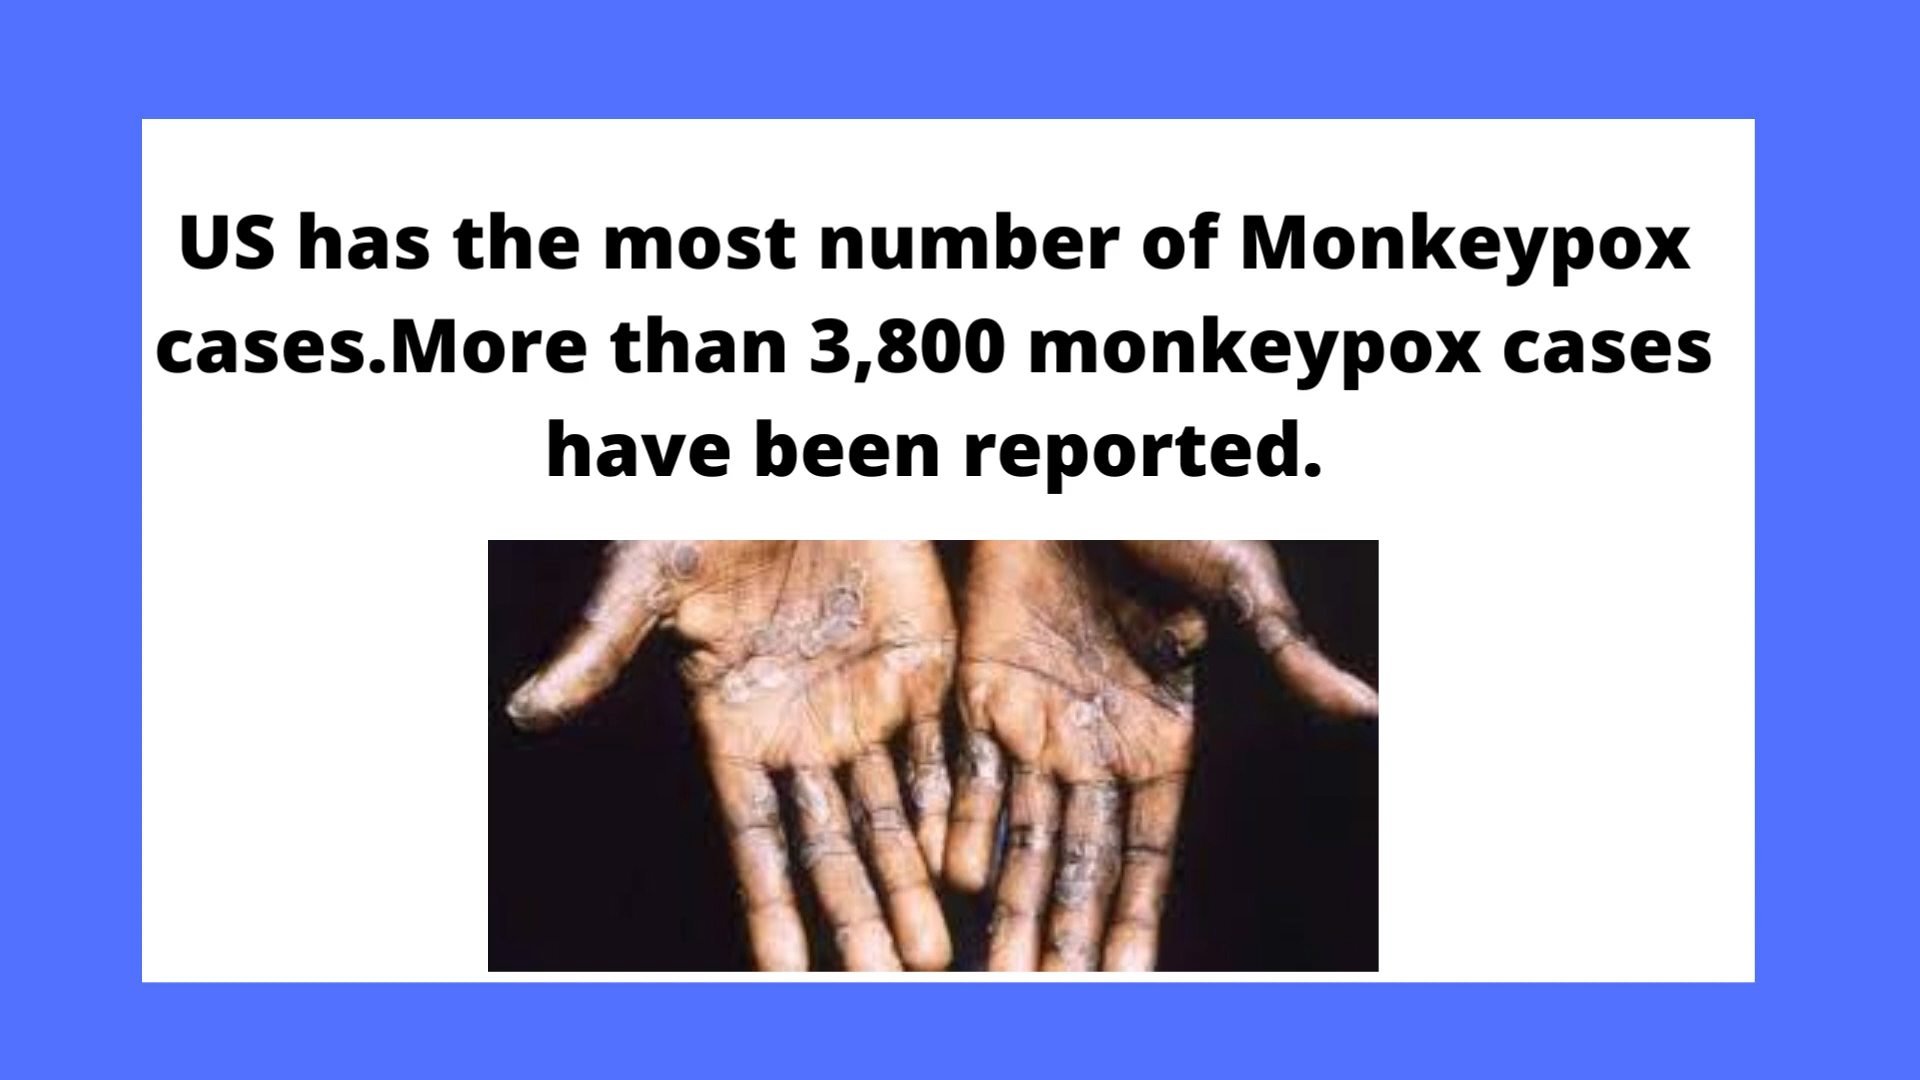 US has the most number of Monkeypox
cases.More than 3,800 monkeypox cases
have been reported.